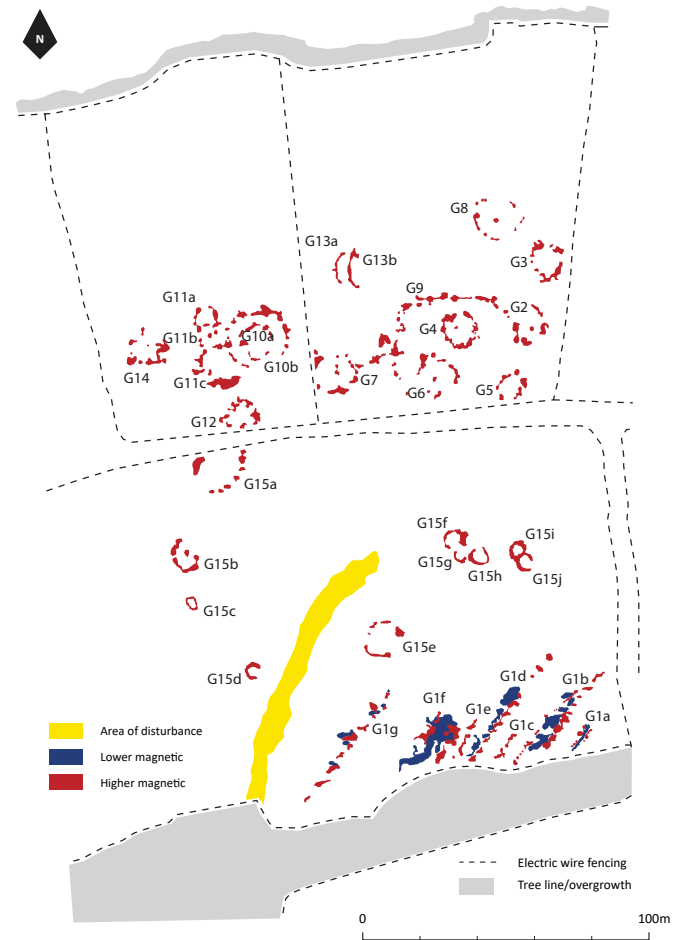 N
G8
G13a
G13b
G3
G9
G2
G11a
G4
G11b
G10a
G10b
G14
G11c
G7
G6
G5
G12
G15a
G15f
G15i
G15g
G15h
G15b
G15j
G15c
G15e
G15d
G1d
G1b
G1f
G1e
G1a
G1g
G1c
Area of disturbance
Lower magnetic
Higher magnetic
Electric wire fencing
Tree line/overgrowth
0
100m